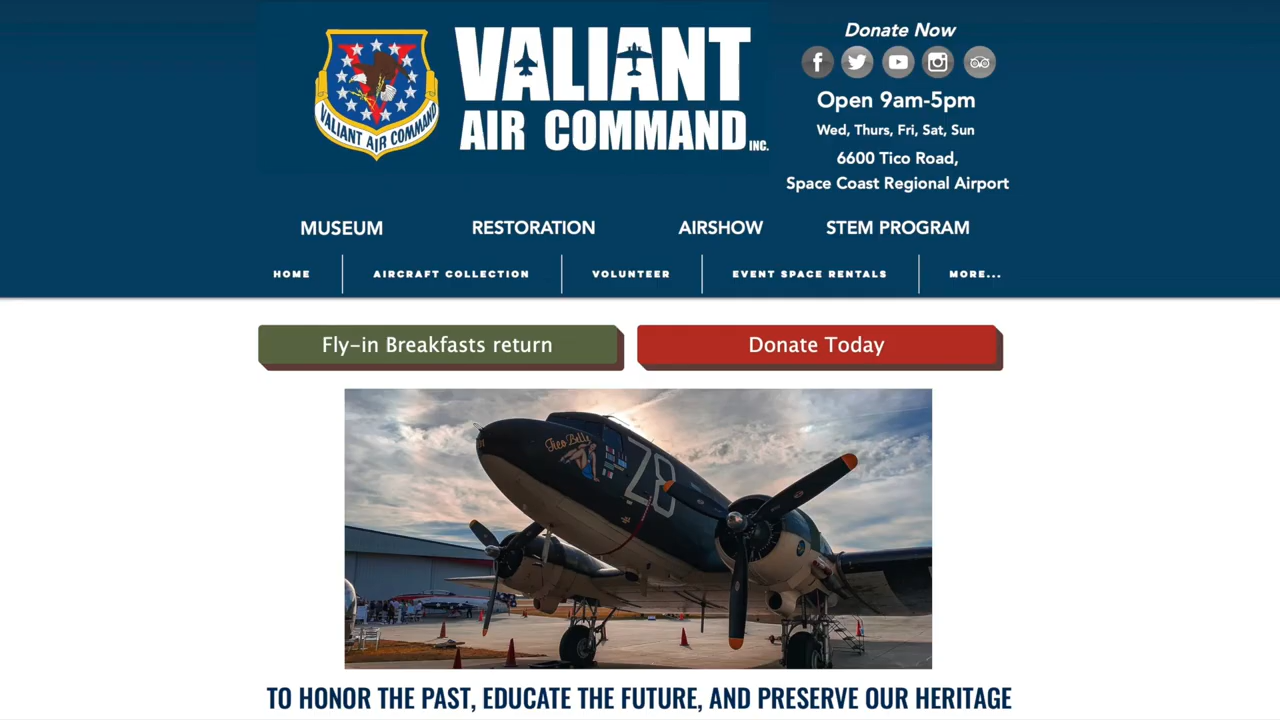 VALIANT
AIR COMMAND INC.
VALIANT AIR COMMAND
Donate Now
Open 9am-5pm
Wed, Thurs, Fri, Sat, Sun
6600 Tico Road,
Space Coast Regional Airport
MUSEUM RESTORATION AIRSHOW STEM PROGRAM
HOME AIRCRAFT COLLECTION VOLUNTEER EVENT SPACE RENTALS MORE...
Fly-in Breakfasts return Donate Today
Tico Belle
Z8
TO HONOR THE PAST, EDUCATE THE FUTURE, AND PRESERVE OUR HERITAGE